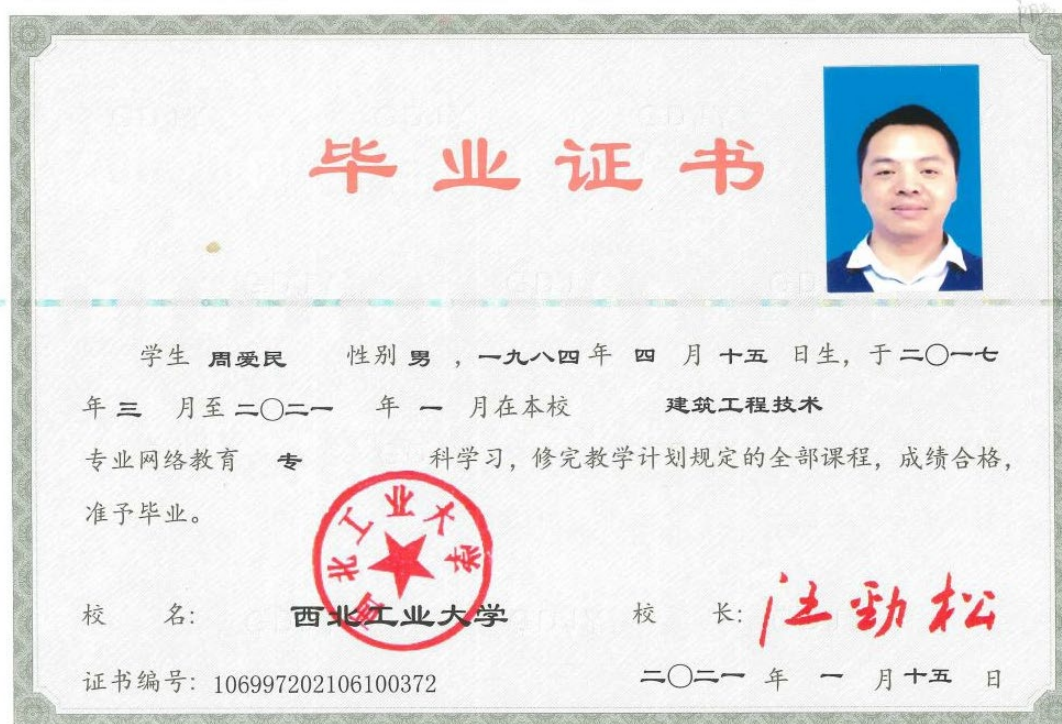 毕业证书
学生 周爱民 性别 男 ，一九八四年 四 月 十五 日生，于二〇一七
年 三 月至 二〇二一 年 一 月在本校 建筑工程技术
专业网络教育 专 科学习，修完教学计划规定的全部课程，成绩合格，
准予毕业。
西北工业大学
校 名: 西北工业大学 校 长: 汪劲松
证书编号: 106997202106100372 二〇二一 年 一 月 十五 日